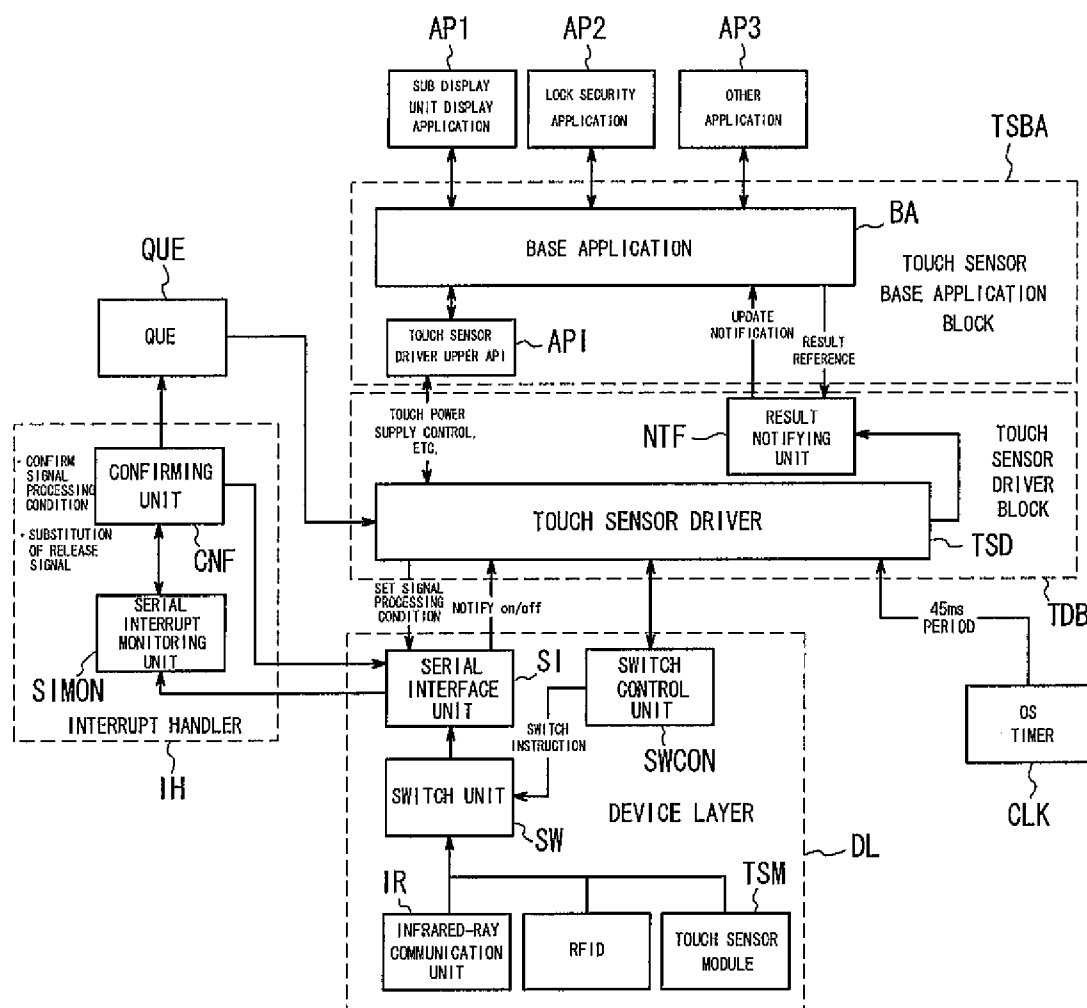 AP1
AP2
AP3
SUB DISPLAY
UNIT DISPLAY
APPLICATION
LOCK SECURITY
APPLICATION
OTHER
APPLICATION
TSBA
BA
BASE APPLICATION
TOUCH SENSOR
BASE APPLICATION
BLOCK
QUE
QUE
UPDATE
NOTIFICATION
RESULT
REFERENCE
TOUCH SENSOR
DRIVER UPPER API
API
TOUCH POWER
SUPPLY CONTROL,
ETC.
NTF
RESULT
NOTIFYING
UNIT
TOUCH
SENSOR
DRIVER
BLOCK
• CONFIRM
SIGNAL
PROCESSING
CONDITION
• SUBSTITUTION
OF RELEASE
SIGNAL
CONFIRMING
UNIT
CNF
TOUCH SENSOR DRIVER
TSD
SET SIGNAL
PROCESSING
CONDITION
NOTIFY on/off
45ms
PERIOD
TDB
SERIAL
INTERRUPT
MONITORING
UNIT
SIMON
INTERRUPT HANDLER
IH
SERIAL
INTERFACE
UNIT
SI
SWITCH
CONTROL
UNIT
SWCON
SWITCH
INSTRUCTION
OS
TIMER
CLK
SWITCH UNIT
SW
DEVICE LAYER
DL
IR
TSM
INFRARED-RAY
COMMUNICATION
UNIT
RFID
TOUCH SENSOR
MODULE